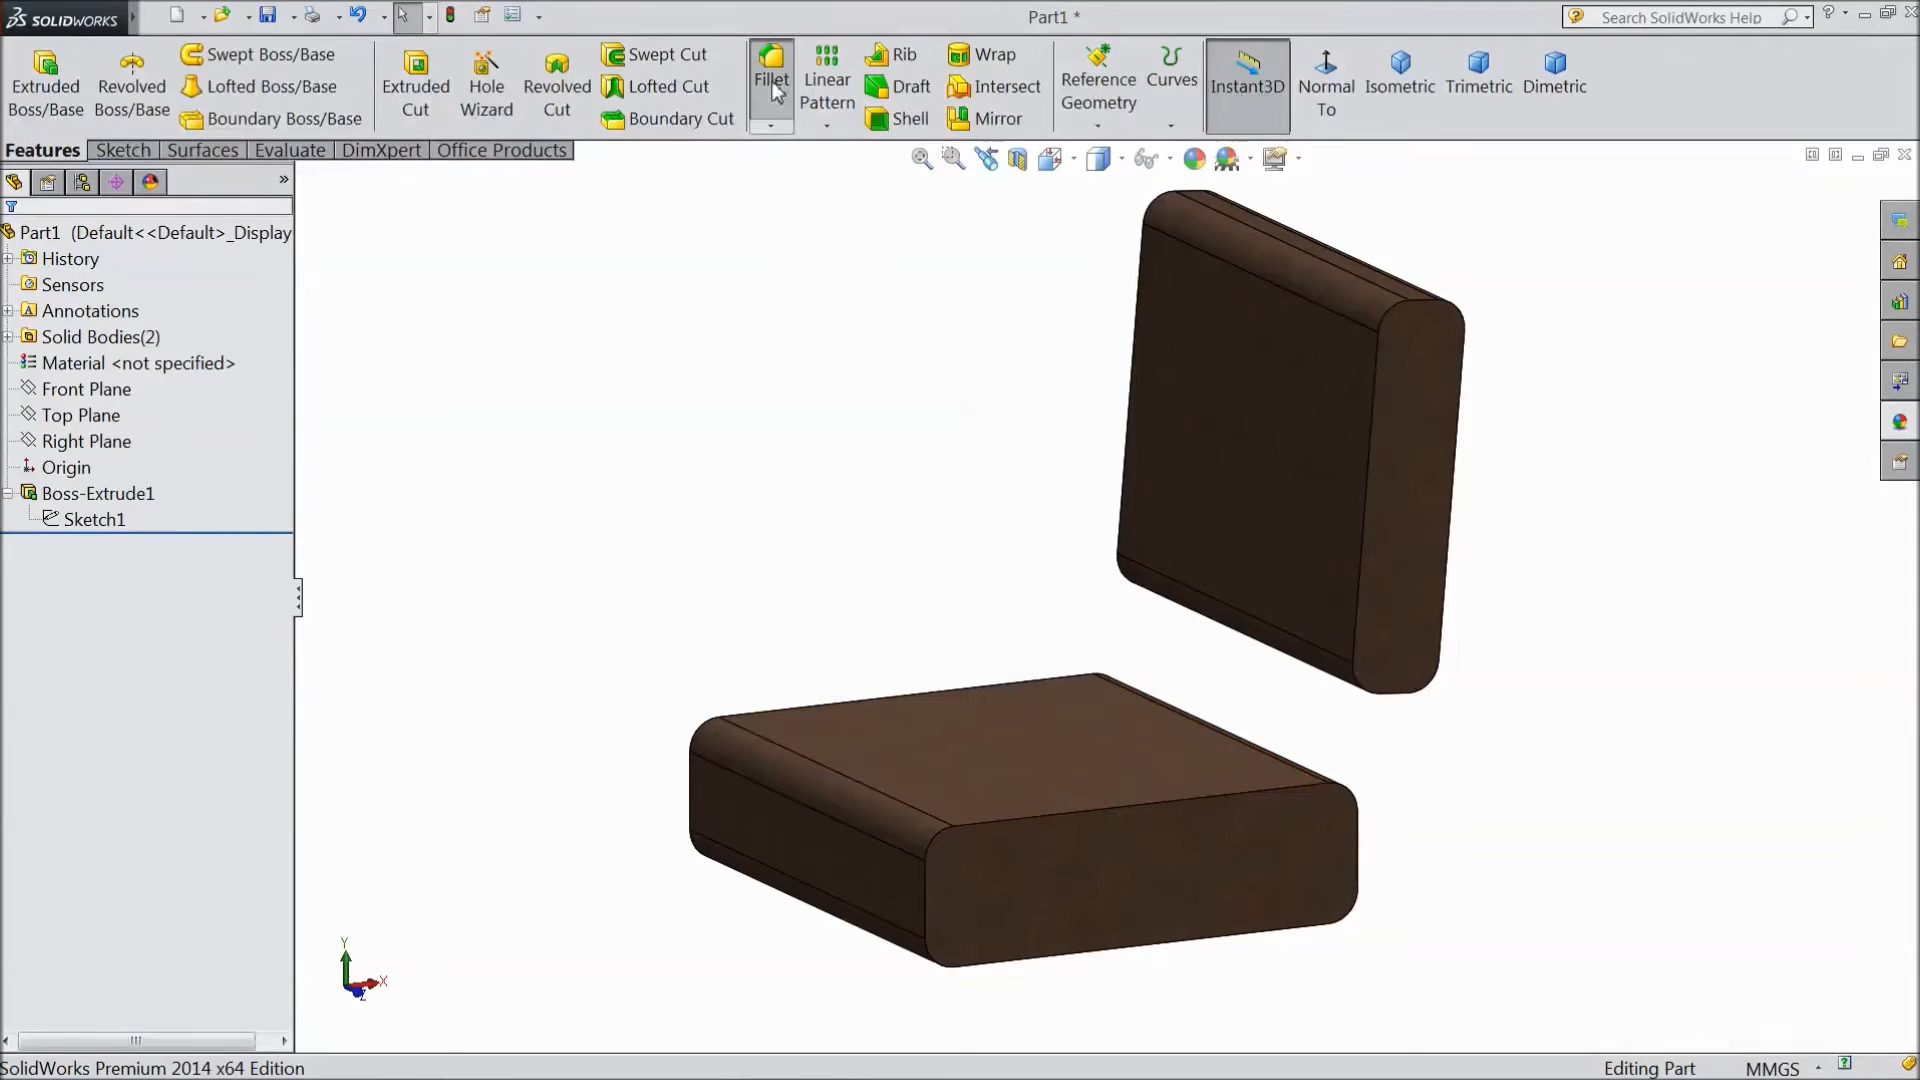 SOLIDWORKS
Part1 *
Search SolidWorks Help
Extruded Boss/Base
Revolved Boss/Base
Swept Boss/Base
Lofted Boss/Base
Boundary Boss/Base
Extruded Cut
Hole Wizard
Revolved Cut
Swept Cut
Lofted Cut
Boundary Cut
Fillet
Linear Pattern
Rib
Draft
Shell
Wrap
Intersect
Mirror
Reference Geometry
Curves
Instant3D
Normal To
Isometric
Trimetric
Dimetric
Features Sketch Surfaces Evaluate DimXpert Office Products
Part1 (Default<<Default>_Display
History
Sensors
Annotations
Solid Bodies(2)
Material <not specified>
Front Plane
Top Plane
Right Plane
Origin
Boss-Extrude1
Sketch1
Y
X
Z
SolidWorks Premium 2014 x64 Edition
Editing Part
MMGS